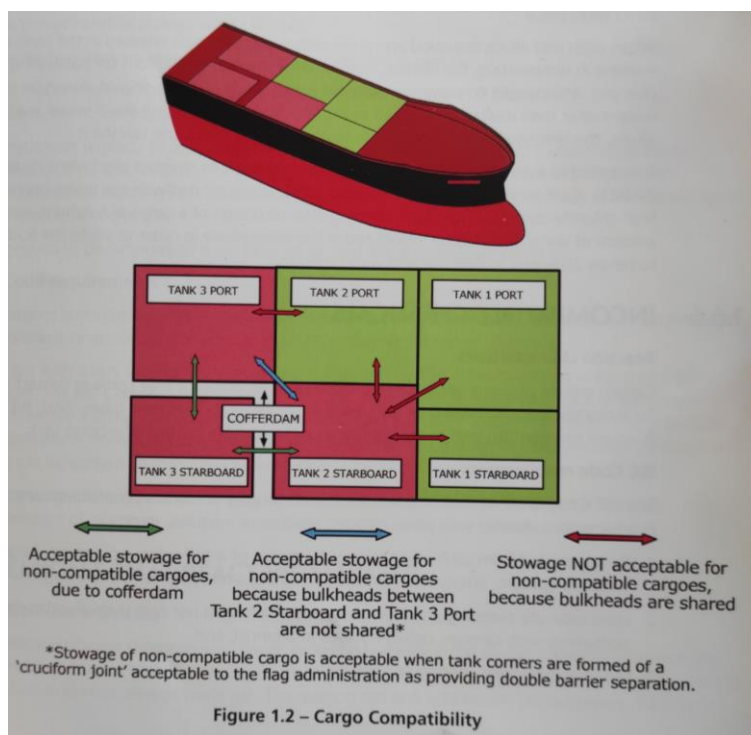 TANK 3 PORT
TANK 2 PORT
TANK 1 PORT
COFFERDAM
TANK 3 STARBOARD
TANK 2 STARBOARD
TANK 1 STARBOARD
Acceptable stowage for
non-compatible cargoes,
due to cofferdam
Acceptable stowage for
non-compatible cargoes
because bulkheads between
Tank 2 Starboard and Tank 3 Port
are not shared*
Stowage NOT acceptable for
non-compatible cargoes,
because bulkheads are shared
*Stowage of non-compatible cargo is acceptable when tank corners are formed of a
'cruciform joint' acceptable to the flag administration as providing double barrier separation.
Figure 1.2 – Cargo Compatibility